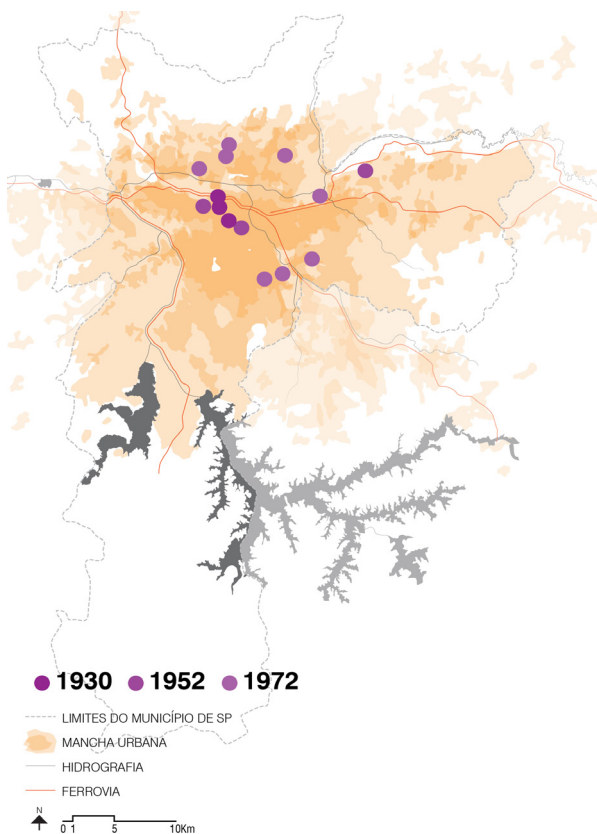 1930 1952 1972
LIMITES DO MUNICÍPIO DE SP
MANCHA URBANA
HIDROGRAFIA
FERROVIA
N
0 1 5 10Km